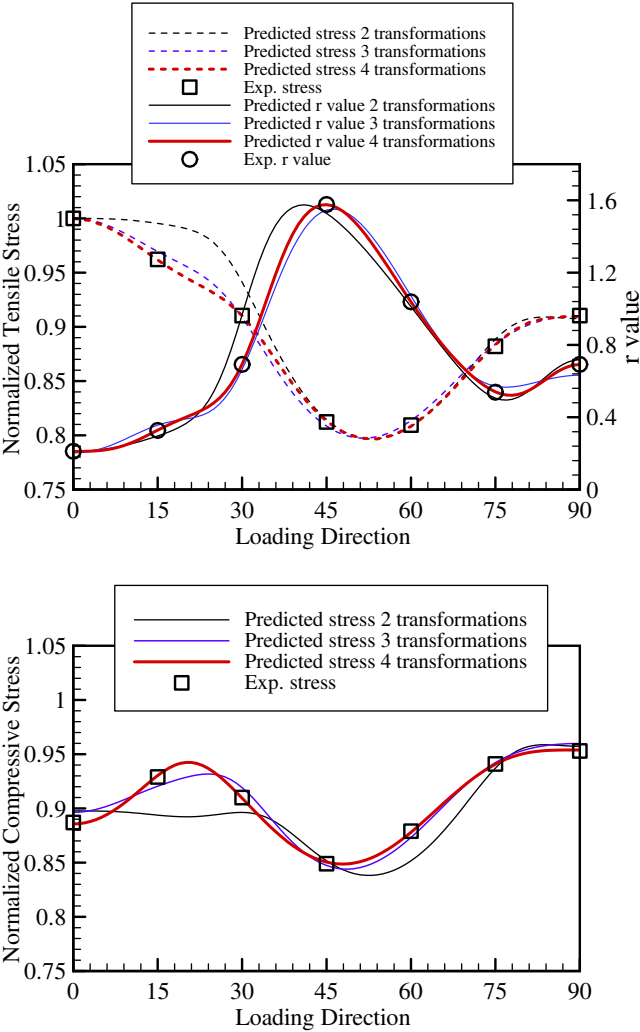 Predicted stress 2 transformations
Predicted stress 3 transformations
Predicted stress 4 transformations
Exp. stress
Predicted r value 2 transformations
Predicted r value 3 transformations
Predicted r value 4 transformations
Exp. r value
Normalized Tensile Stress
1.05
1
0.95
0.9
0.85
0.8
0.75
1.6
1.2
0.8
0.4
0
r value
0 15 30 45 60 75 90
Loading Direction
Predicted stress 2 transformations
Predicted stress 3 transformations
Predicted stress 4 transformations
Exp. stress
Normalized Compressive Stress
1.05
1
0.95
0.9
0.85
0.8
0.75
0 15 30 45 60 75 90
Loading Direction